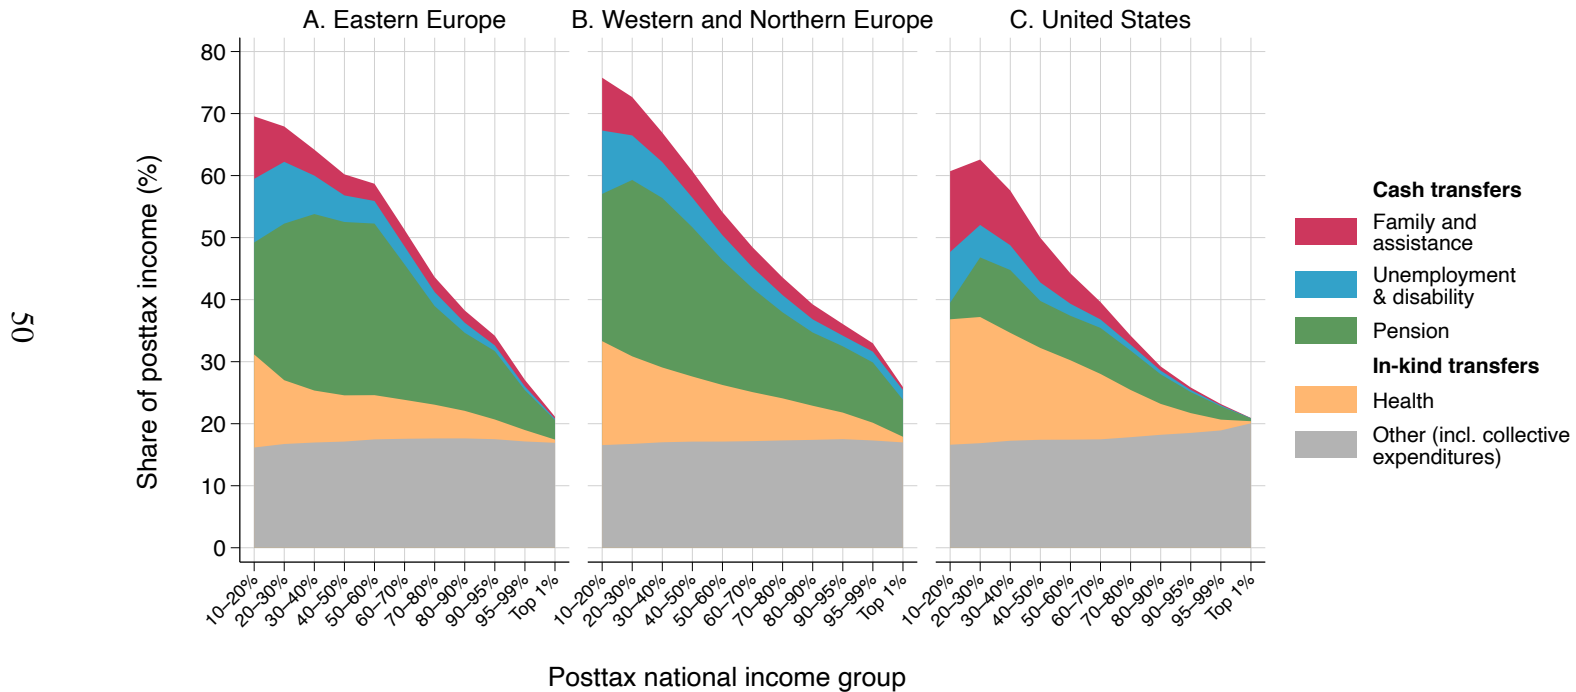 A. Eastern Europe
B. Western and Northern Europe
C. United States
Share of posttax income (%)
80
70
60
50
40
30
20
10
0
10–20%
20–30%
30–40%
40–50%
50–60%
60–70%
70–80%
80–90%
90–95%
95–99%
Top 1%
10–20%
20–30%
30–40%
40–50%
50–60%
60–70%
70–80%
80–90%
90–95%
95–99%
Top 1%
10–20%
20–30%
30–40%
40–50%
50–60%
60–70%
70–80%
80–90%
90–95%
95–99%
Top 1%
Posttax national income group
Cash transfers
Family and
assistance
Unemployment
& disability
Pension
In-kind transfers
Health
Other (incl. collective
expenditures)
50